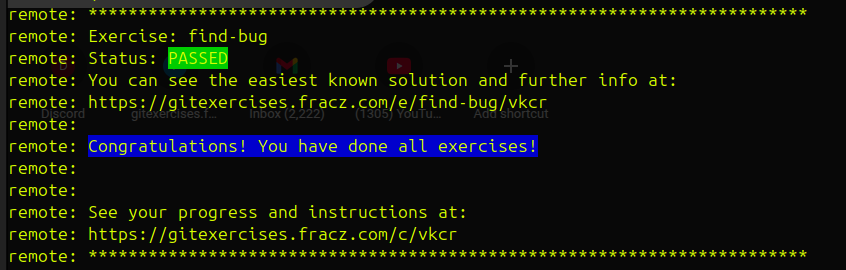 remote: ************************************************************************
remote: Exercise: find-bug
remote: Status: PASSED
remote: You can see the easiest known solution and further info at:
remote: https://gitexercises.fracz.com/e/find-bug/vkcr
remote:
Discord gitexercises.f... Inbox (2,222) (1305) YouTu... Add shortcut
remote: Congratulations! You have done all exercises!
remote:
remote:
remote: See your progress and instructions at:
remote: https://gitexercises.fracz.com/c/vkcr
remote: ************************************************************************